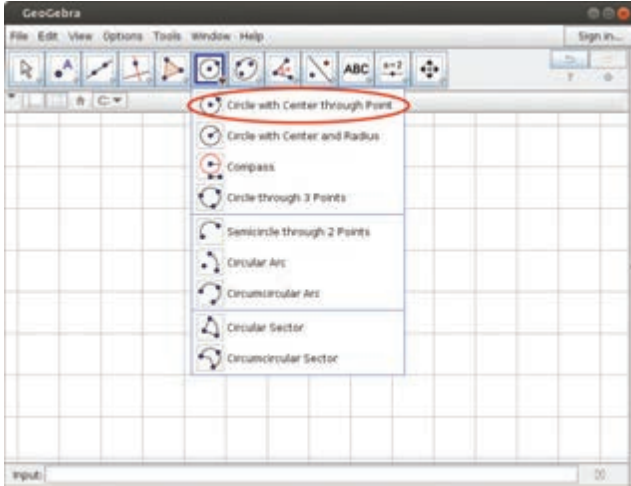 GeoGebra
File Edit View Options Tools Window Help
Sign in...
A
ABC
a=2
Circle with Center through Point
Circle with Center and Radius
Compass
Circle through 3 Points
Semicircle through 2 Points
Circular Arc
Circumcircular Arc
Circular Sector
Circumcircular Sector
Input: